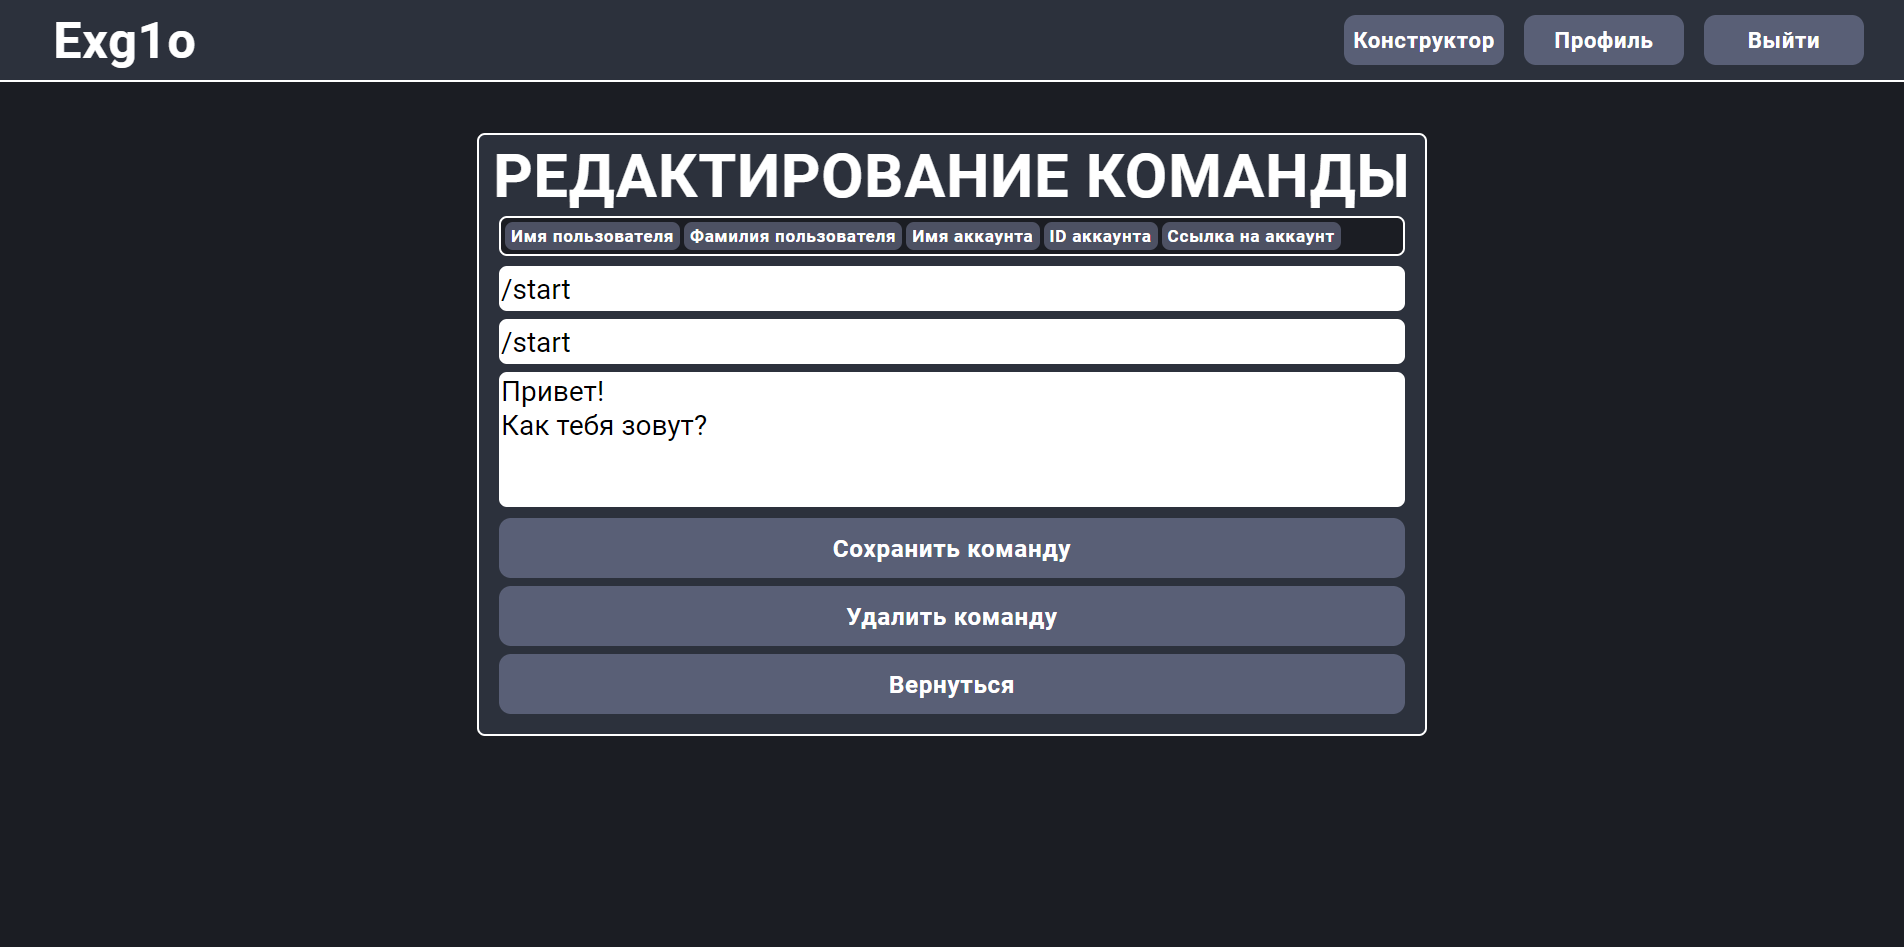 Exg1o
Конструктор Профиль Выйти
РЕДАКТИРОВАНИЕ КОМАНДЫ
Имя пользователя Фамилия пользователя Имя аккаунта ID аккаунта Ссылка на аккаунт
/start
/start
Привет!
Как тебя зовут?
Сохранить команду
Удалить команду
Вернуться